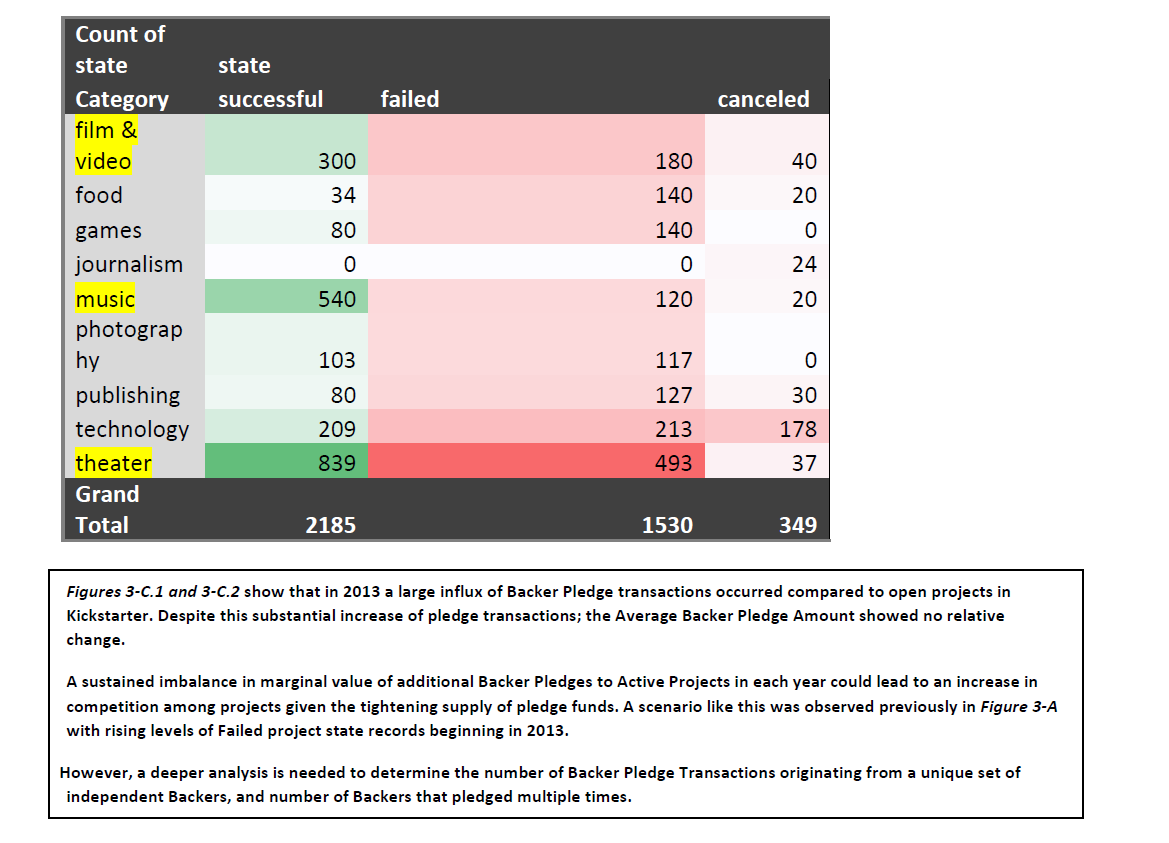 Count of
state state
Category successful failed canceled
film &
video 300 180 40
food 34 140 20
games 80 140 0
journalism 0 0 24
music 540 120 20
photograp
hy 103 117 0
publishing 80 127 30
technology 209 213 178
theater 839 493 37
Grand
Total 2185 1530 349
Figures 3-C.1 and 3-C.2 show that in 2013 a large influx of Backer Pledge transactions occurred compared to open projects in
Kickstarter. Despite this substantial increase of pledge transactions; the Average Backer Pledge Amount showed no relative
change.
A sustained imbalance in marginal value of additional Backer Pledges to Active Projects in each year could lead to an increase in
competition among projects given the tightening supply of pledge funds. A scenario like this was observed previously in Figure 3-A
with rising levels of Failed project state records beginning in 2013.
However, a deeper analysis is needed to determine the number of Backer Pledge Transactions originating from a unique set of
independent Backers, and number of Backers that pledged multiple times.